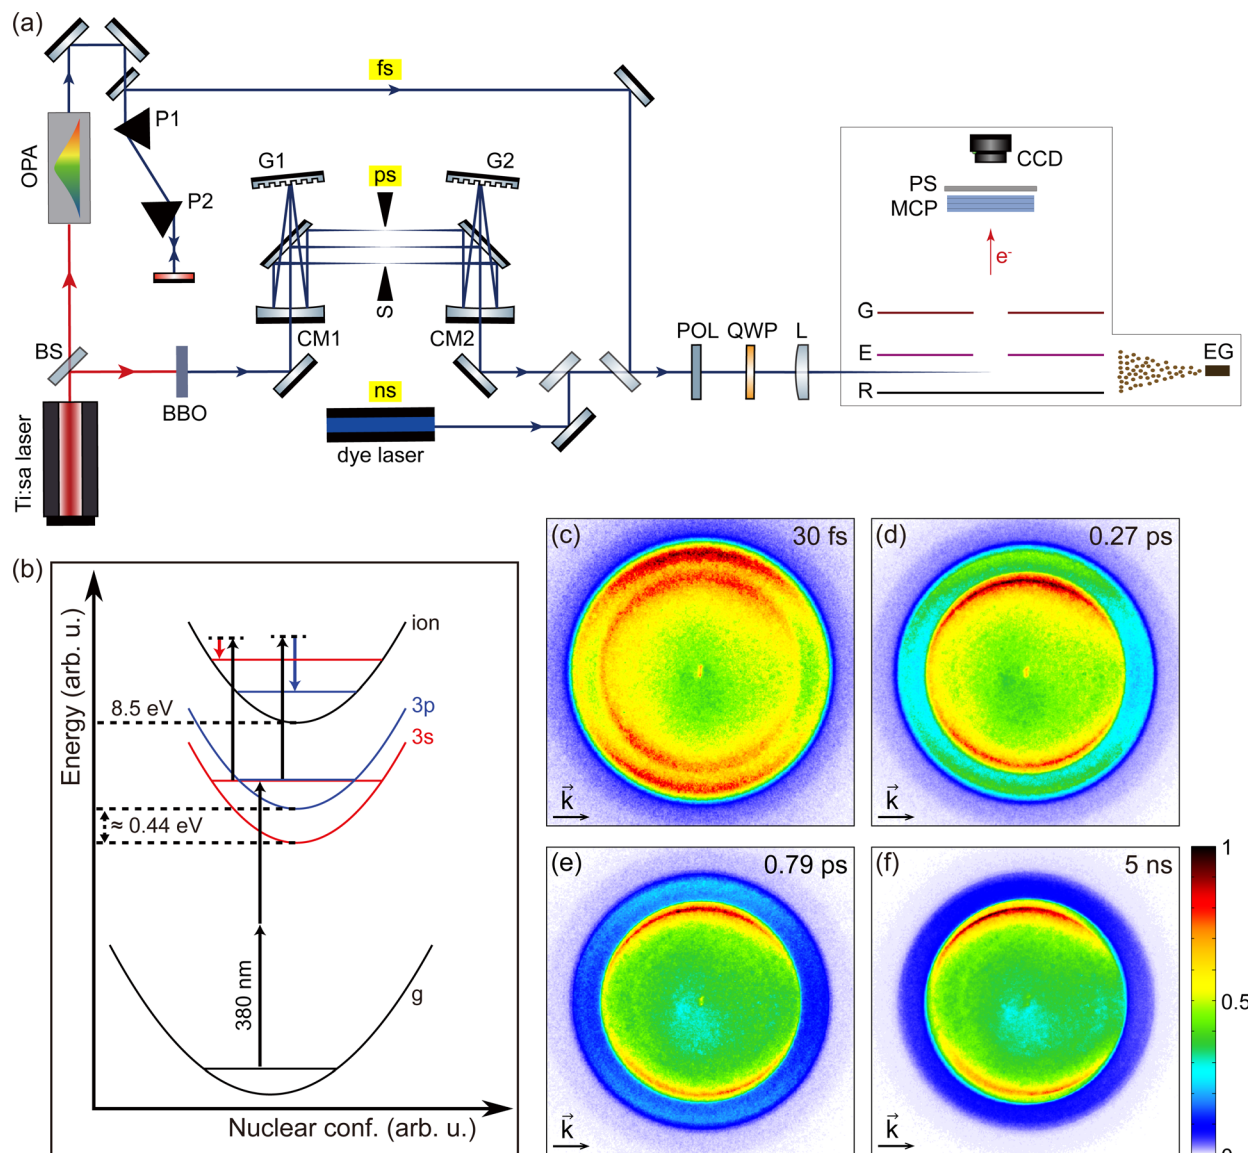 (a)
fs
P1
OPA
G1
G2
ps
CCD
P2
PS
MCP
e-
S
G
CM1
CM2
POL
QWP
L
BS
E
EG
ns
R
BBO
dye laser
Ti:sa laser
(b)
(c)
30 fs
(d)
0.27 ps
ion
8.5 eV
3p
3s
Energy (arb. u.)
≈ 0.44 eV
k
k
(e)
0.79 ps
(f)
5 ns
1
380 nm
g
0.5
k
k
Nuclear conf. (arb. u.)
0